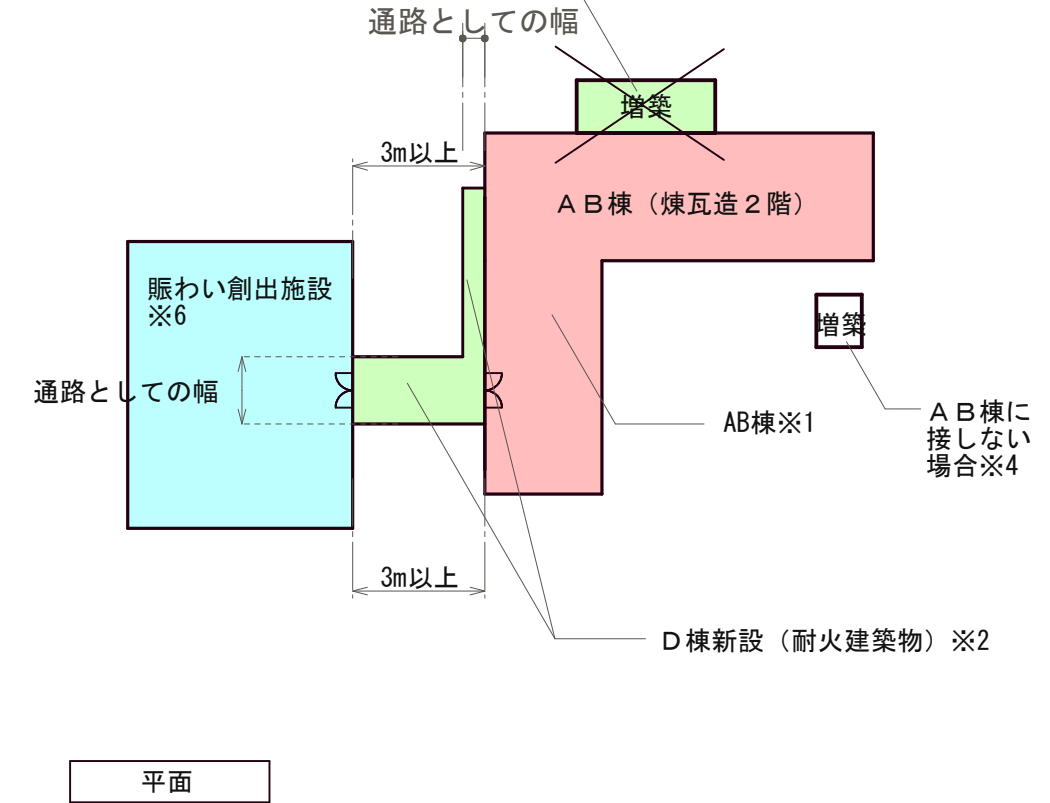 通路としての幅
増築
3m以上
ＡＢ棟（煉瓦造２階）
賑わい創出施設
※6
増築
通路としての幅
AB棟※1
ＡＢ棟に
接しない
場合※4
3m以上
Ｄ棟新設（耐火建築物）※2
平面